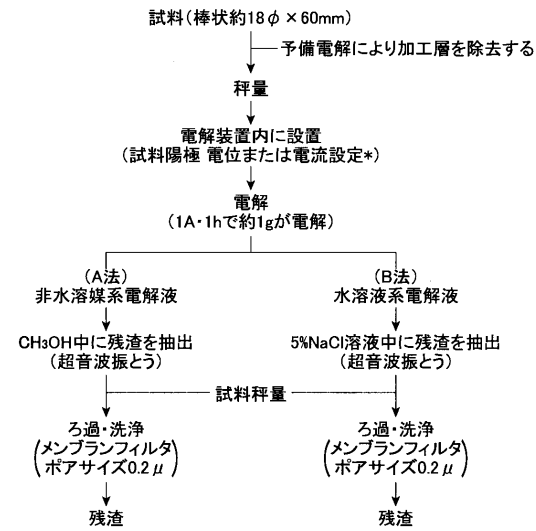 試料(棒状約18φ×60mm)
予備電解により加工層を除去する
秤量
電解装置内に設置
(試料陽極 電位または電流設定*)
電解
(1A・1hで約1gが電解)
(A法)
非水溶媒系電解液
CH3OH中に残渣を抽出
(超音波振とう)
(B法)
水溶液系電解液
5%NaCl溶液中に残渣を抽出
(超音波振とう)
試料秤量
ろ過・洗浄
(メンブランフィルタ
ポアサイズ0.2μ)
残渣
ろ過・洗浄
(メンブランフィルタ
ポアサイズ0.2μ)
残渣